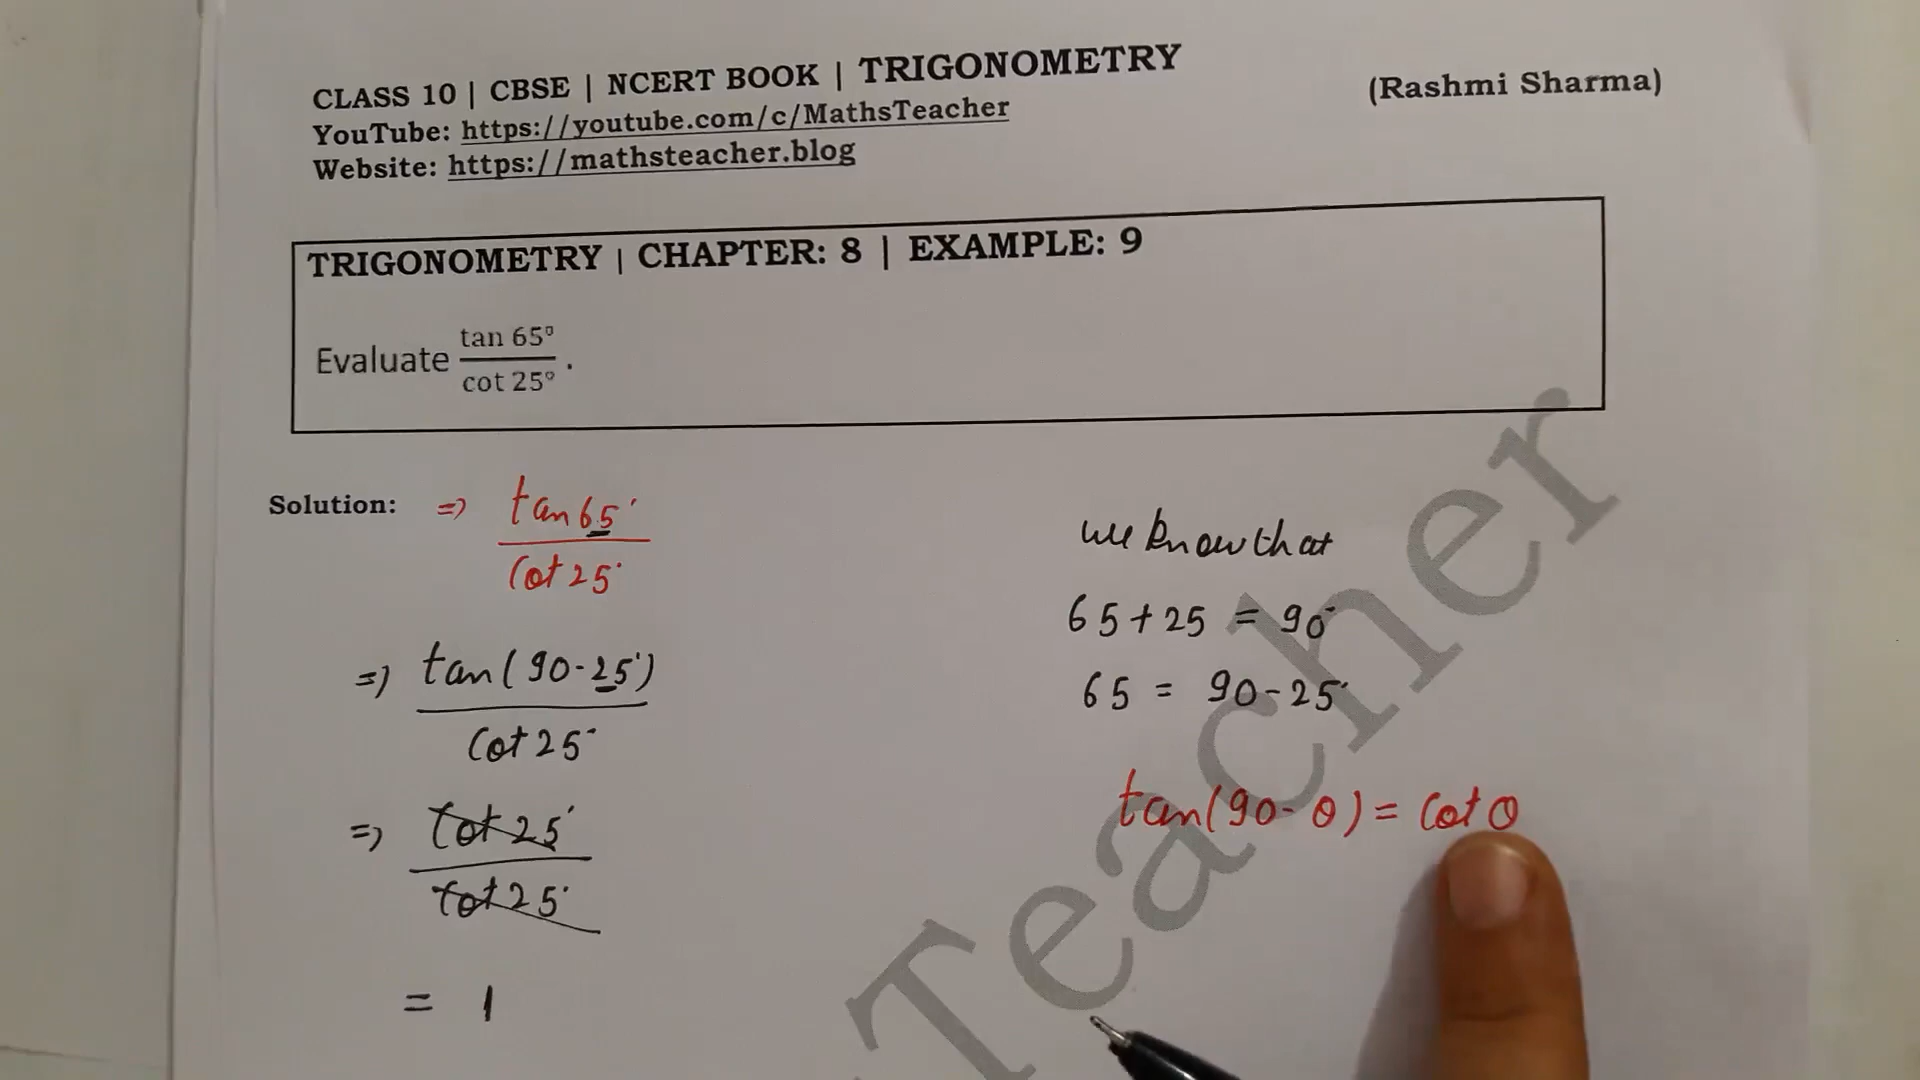 CLASS 10 | CBSE | NCERT BOOK | TRIGONOMETRY
(Rashmi Sharma)
YouTube: https://youtube.com/c/MathsTeacher
Website: https://mathsteacher.blog
TRIGONOMETRY | CHAPTER: 8 | EXAMPLE: 9
Evaluate tan 65° / cot 25° .
Solution: => tan 65° / Cot 25°
=> tan(90-25°) / Cot 25°
=> Cot 25° / Cot 25°
= 1
we know that
65+25 = 90°
65 = 90-25°
tan(90-θ) = Cot θ
Teacher